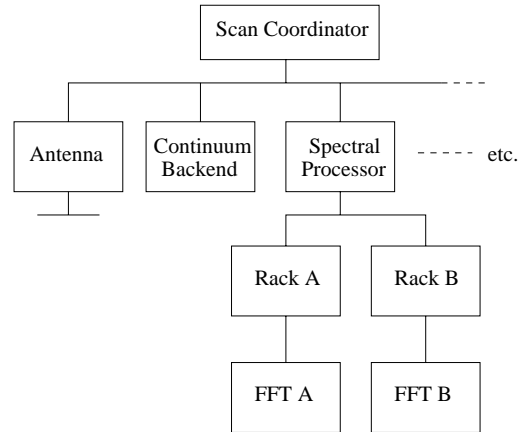 Scan Coordinator
Antenna
Continuum
Backend
Spectral
Processor
etc.
Rack A
Rack B
FFT A
FFT B